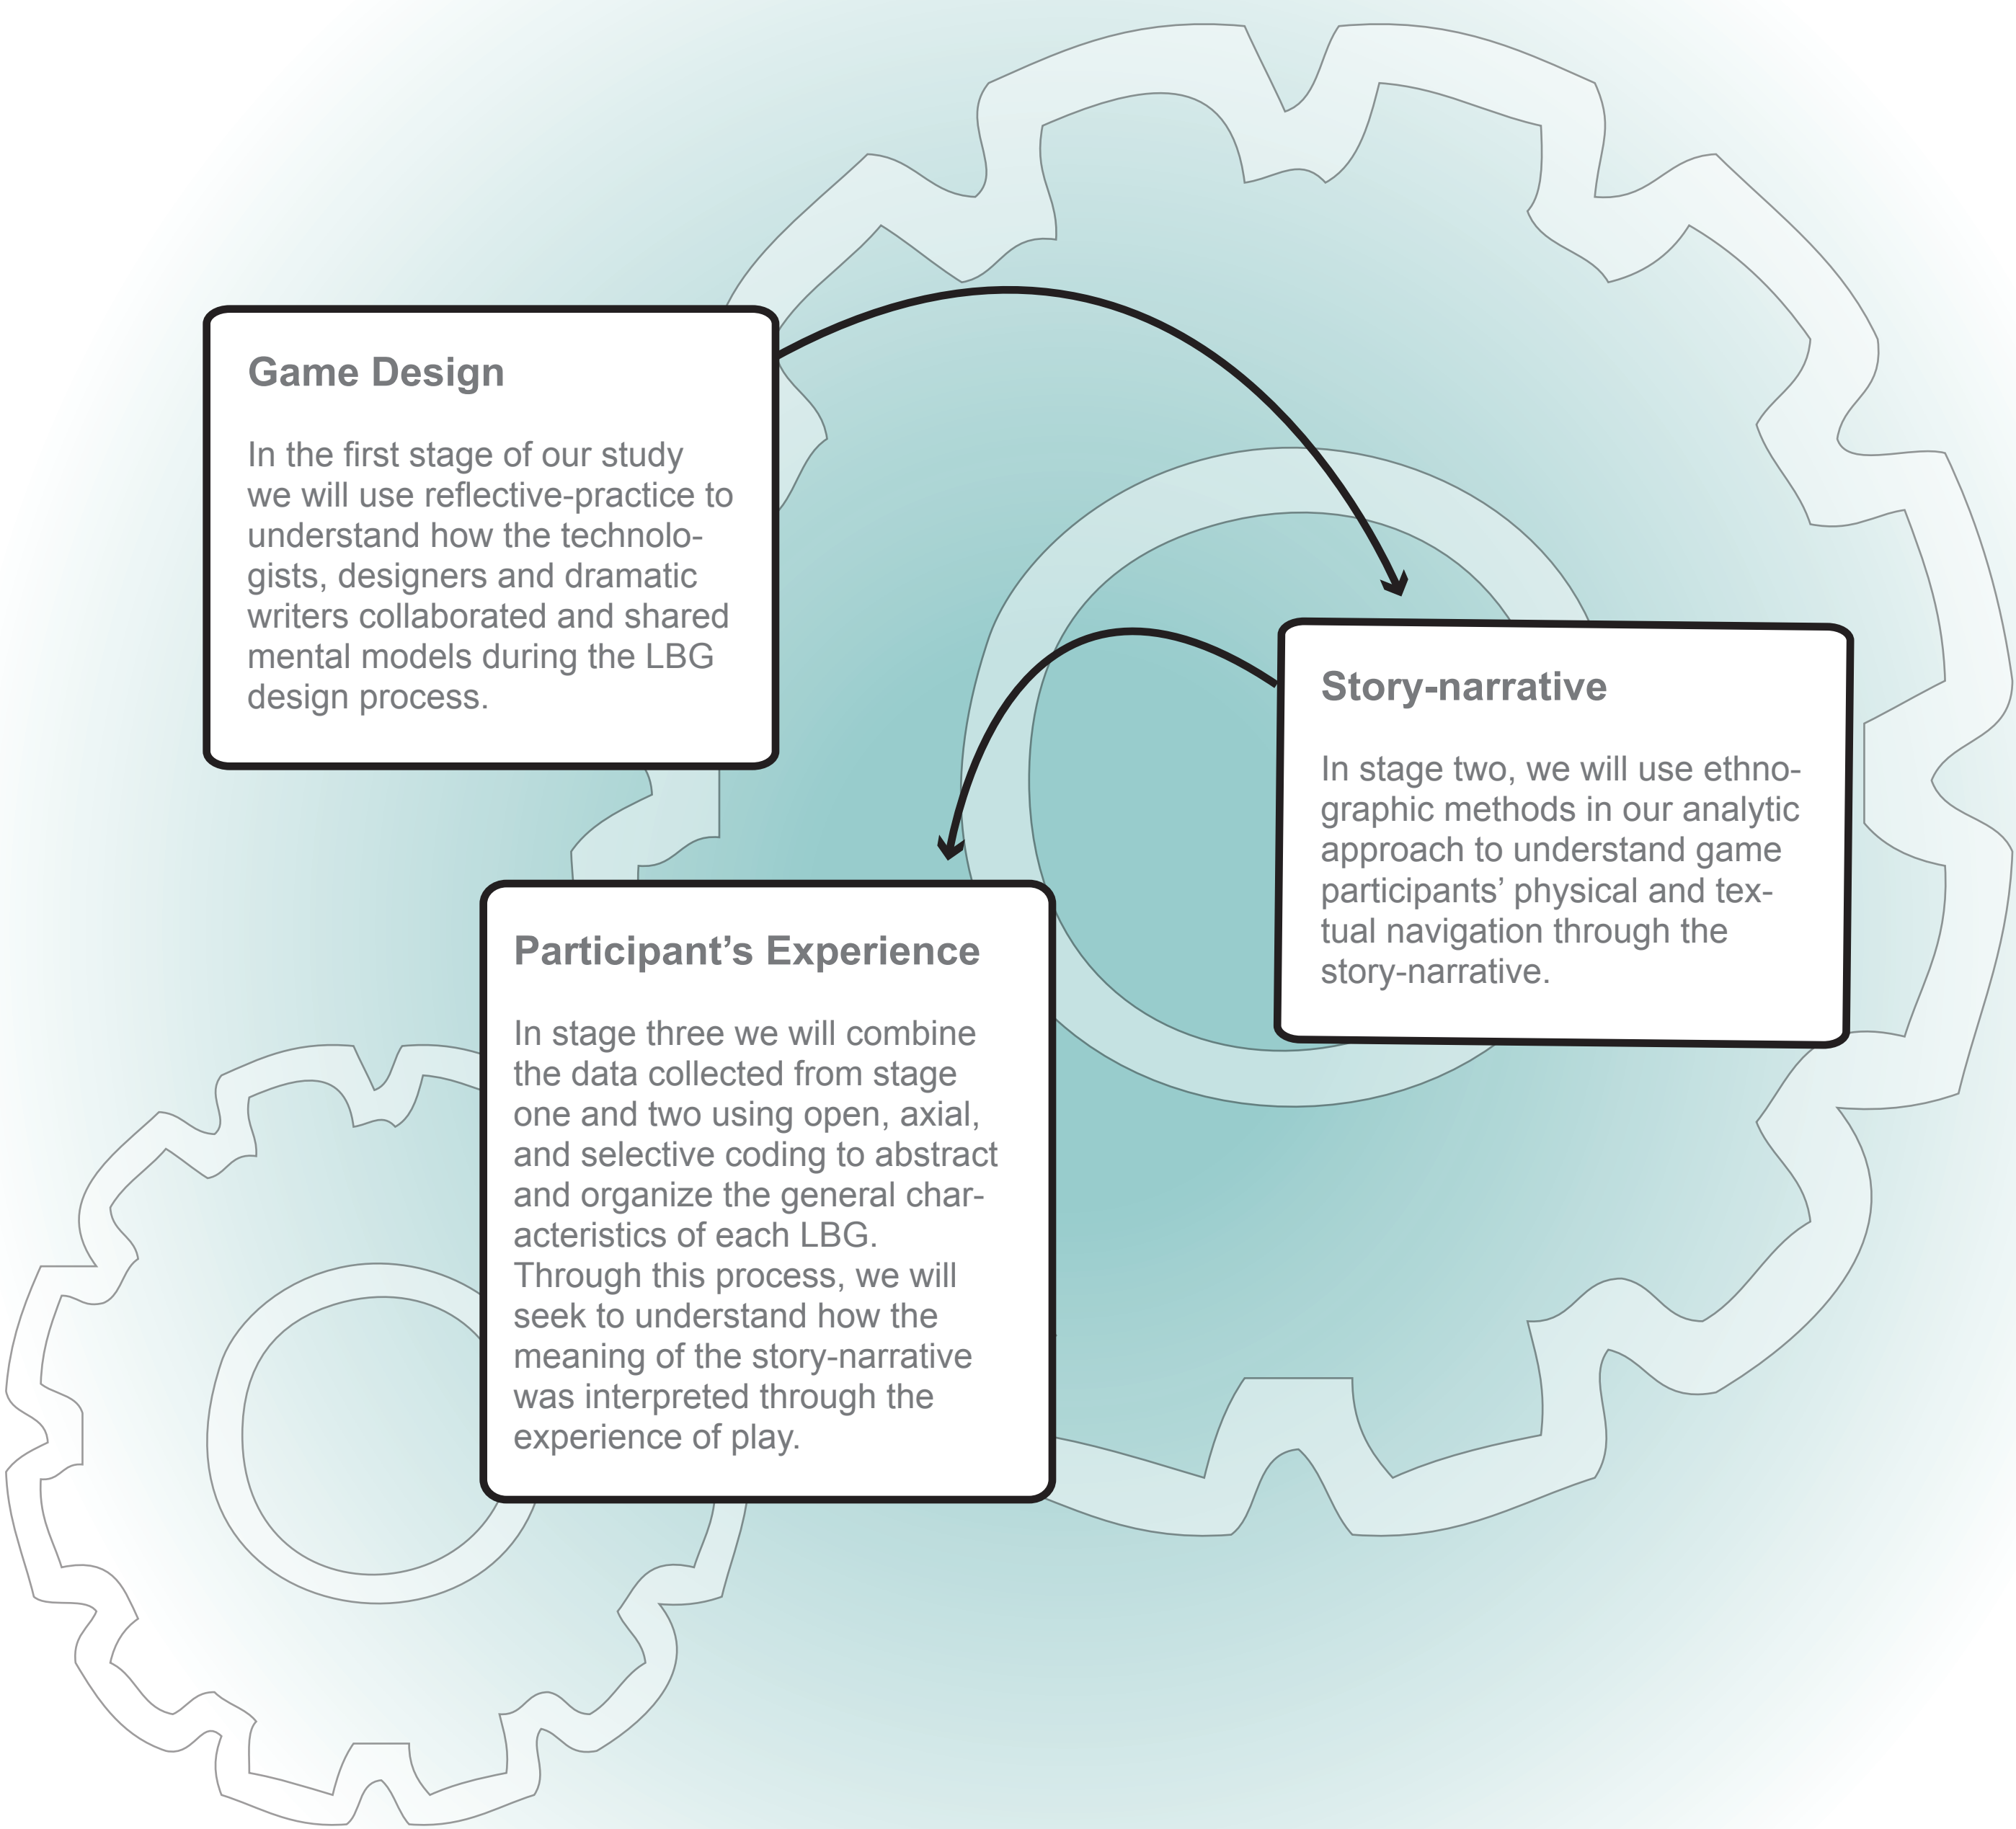 Game Design
In the first stage of our study
we will use reflective-practice to
understand how the technolo-
gists, designers and dramatic
writers collaborated and shared
mental models during the LBG
design process.
Story-narrative
In stage two, we will use ethno-
graphic methods in our analytic
approach to understand game
participants’ physical and tex-
tual navigation through the
story-narrative.
Participant’s Experience
In stage three we will combine
the data collected from stage
one and two using open, axial,
and selective coding to abstract
and organize the general char-
acteristics of each LBG.
Through this process, we will
seek to understand how the
meaning of the story-narrative
was interpreted through the
experience of play.